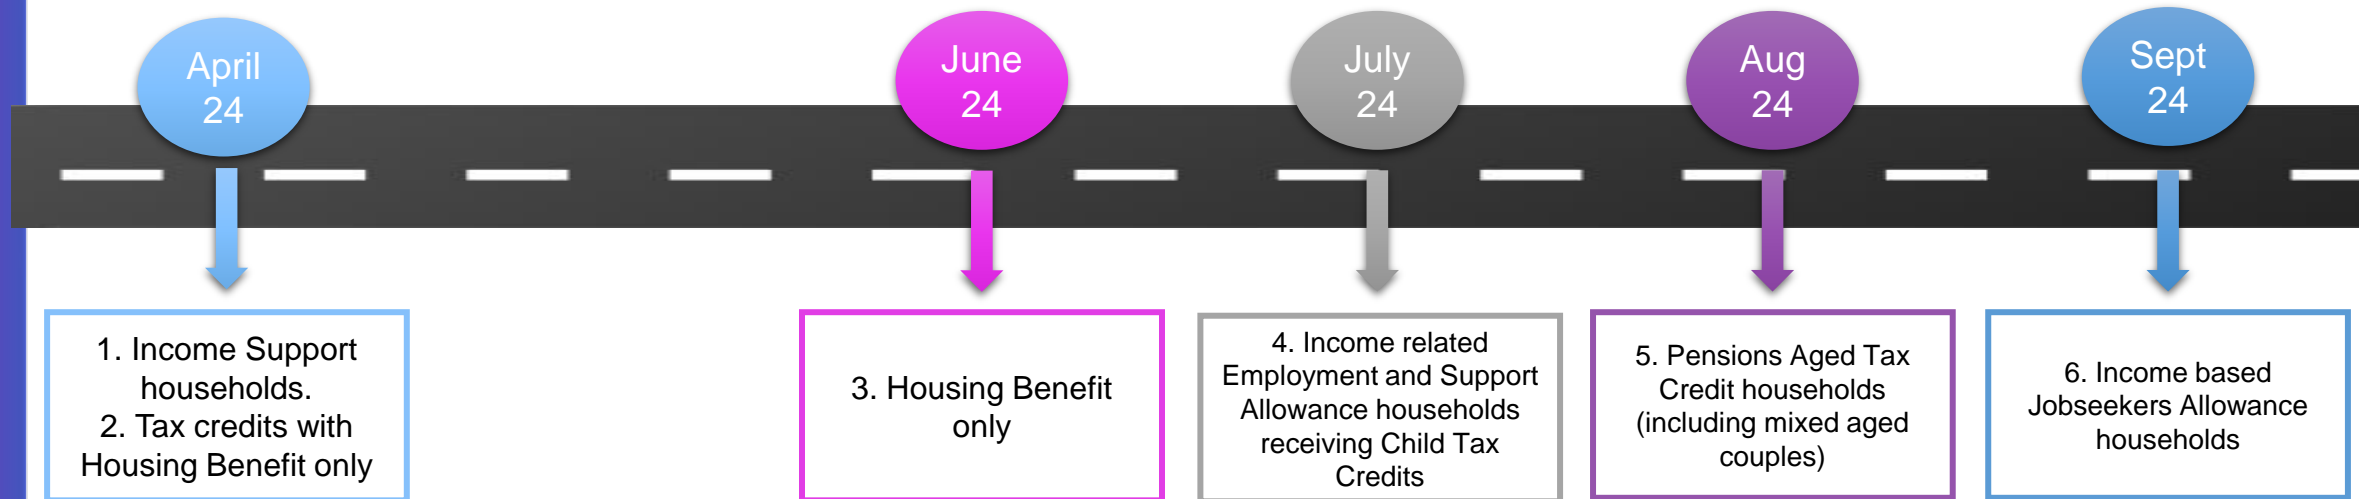 April
24
June
24
July
24
Aug
24
Sept
24
1. Income Support
households.
2. Tax credits with
Housing Benefit only
3. Housing Benefit
only
4. Income related
Employment and Support
Allowance households
receiving Child Tax
Credits
5. Pensions Aged Tax
Credit households
(including mixed aged
couples)
6. Income based
Jobseekers Allowance
households